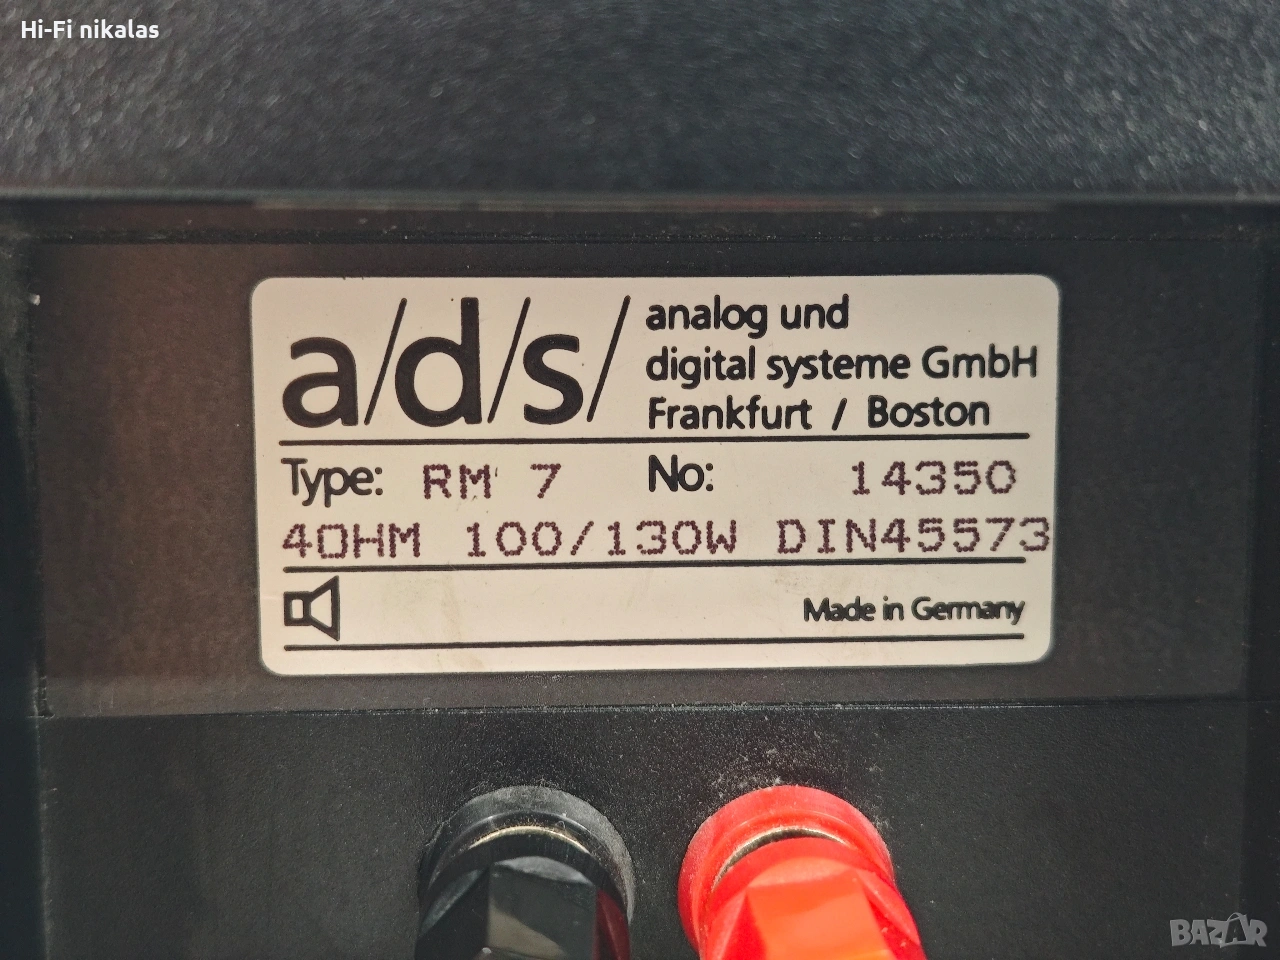 Hi-Fi nikalas
a/d/s/
analog und
digital systeme GmbH
Frankfurt / Boston
Type: RM 7 No: 14350
4OHM 100/130W DIN45573
Made in Germany
BAZAR